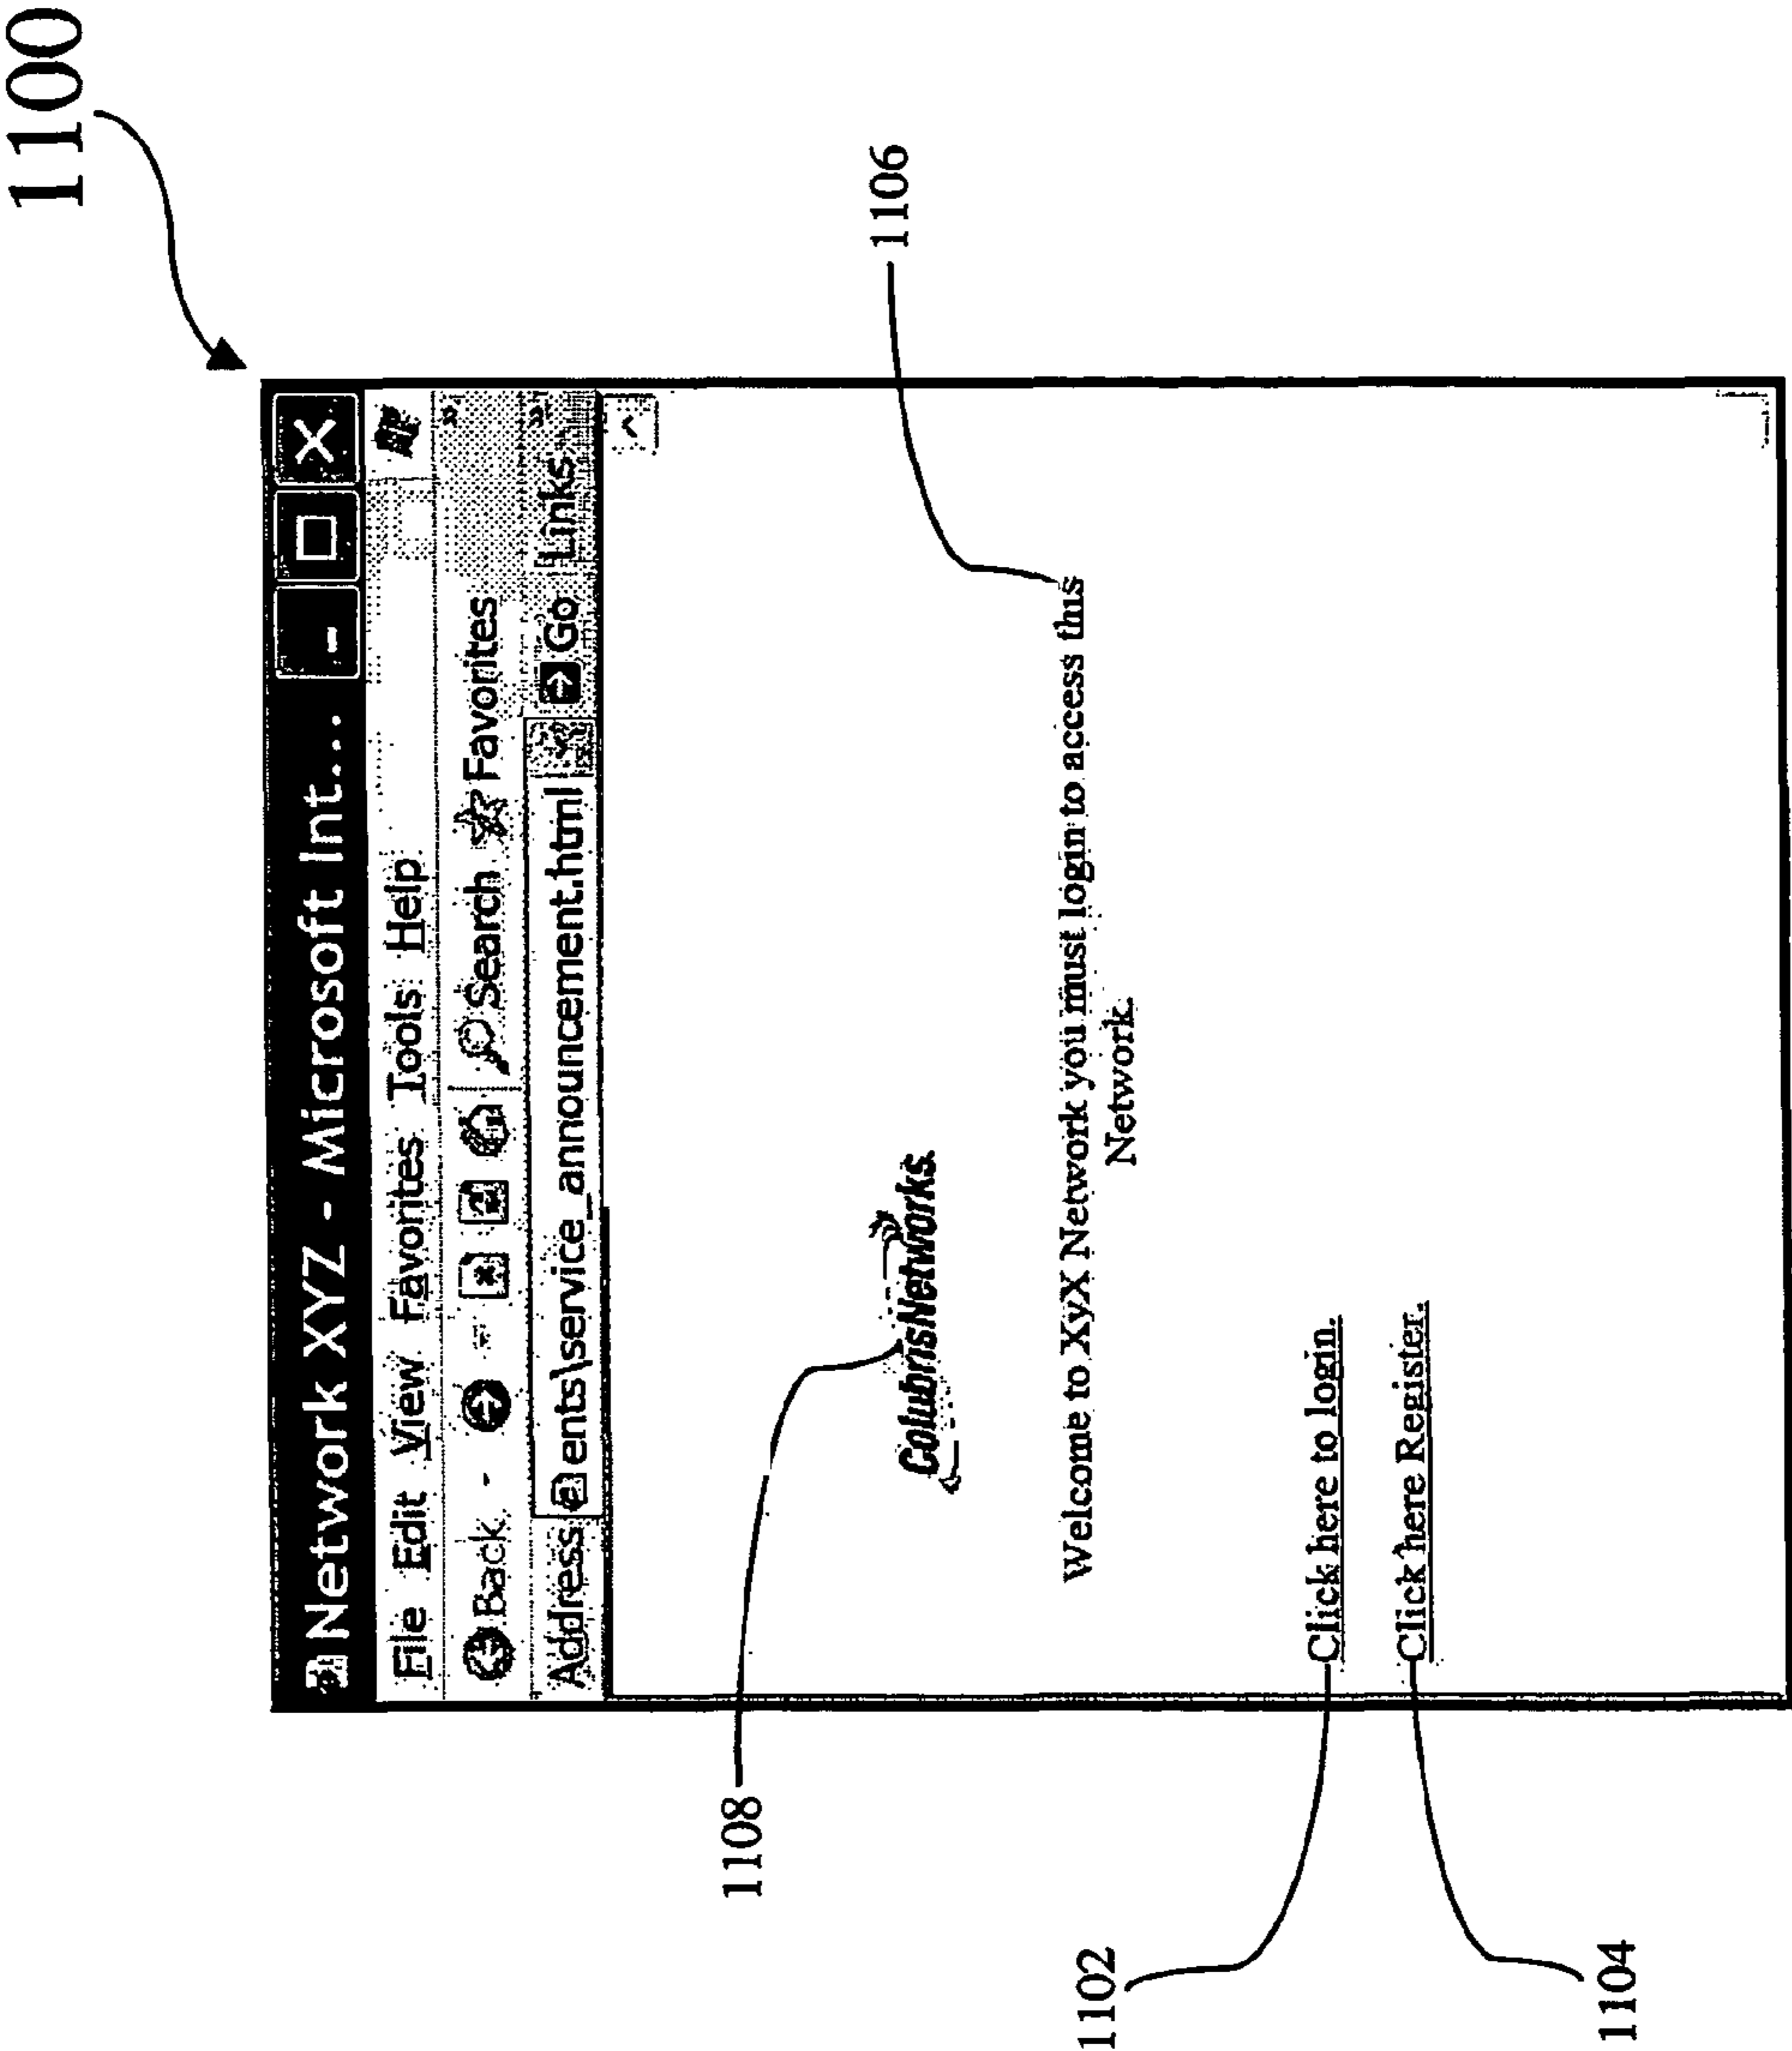 1100
Network XYZ - Microsoft Int...
File Edit View Favorites Tools Help
Back Search Favorites
Address ents\service_announcement.html Go Links
1108
ColubrisNetworks
1106
Welcome to XyX Network you must login to access this
Network.
1102
Click here to login.
1104
Click here Register.